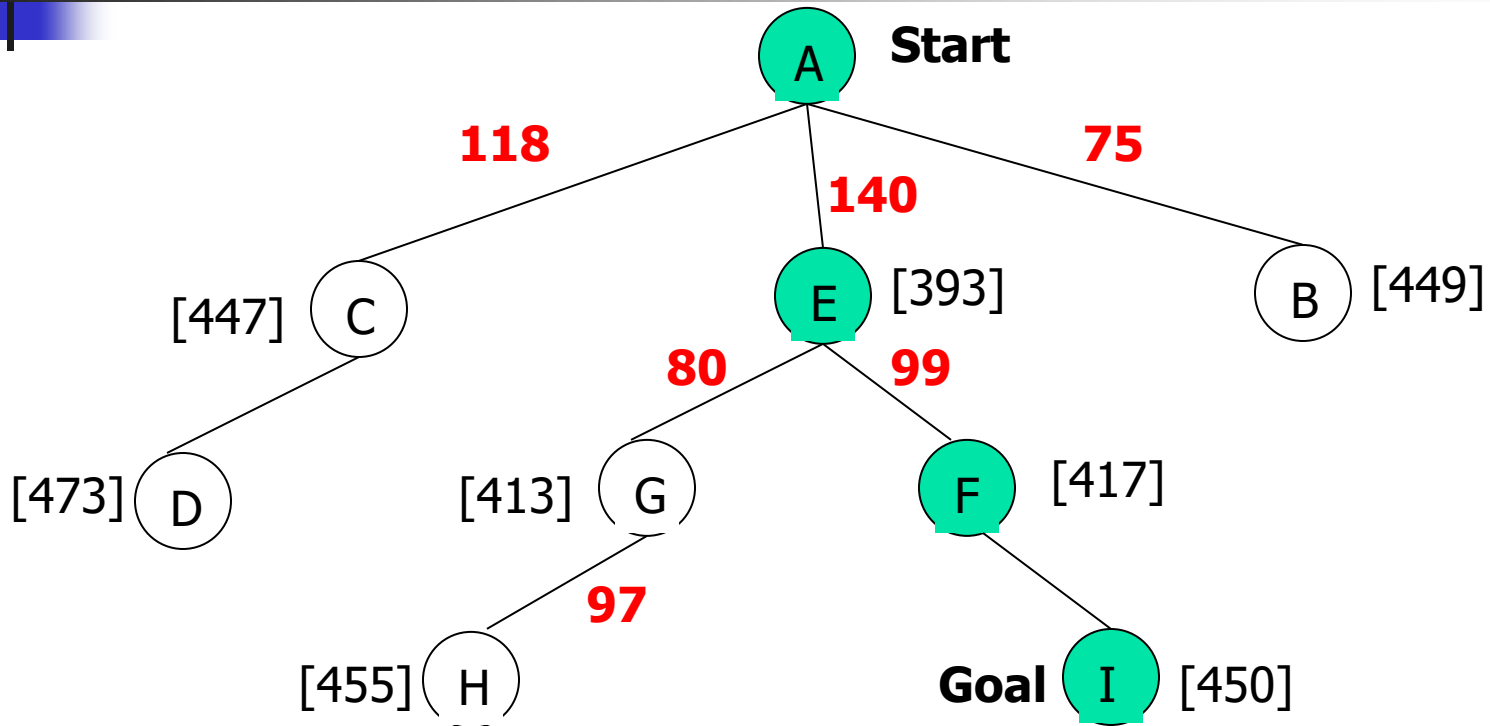 A Start
118
75
140
[447] C
E [393]
B [449]
80
99
[473] D
[413] G
F [417]
97
[455] H
Goal I [450]